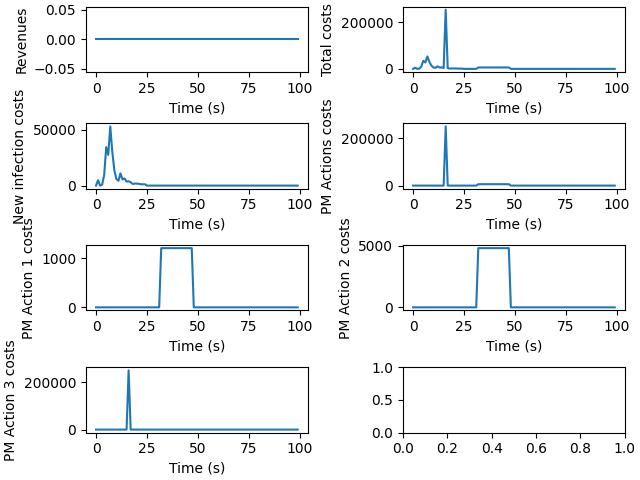 Revenues
0.05
0.00
−0.05
0 25 50 75 100
Time (s)
Total costs
200000
0
0 25 50 75 100
Time (s)
New infection costs
50000
0
0 25 50 75 100
Time (s)
PM Actions costs
200000
0
0 25 50 75 100
Time (s)
PM Action 1 costs
1000
0
0 25 50 75 100
Time (s)
PM Action 2 costs
5000
0
0 25 50 75 100
Time (s)
PM Action 3 costs
200000
0
0 25 50 75 100
Time (s)
1.0
0.5
0.0
0.0 0.2 0.4 0.6 0.8 1.0